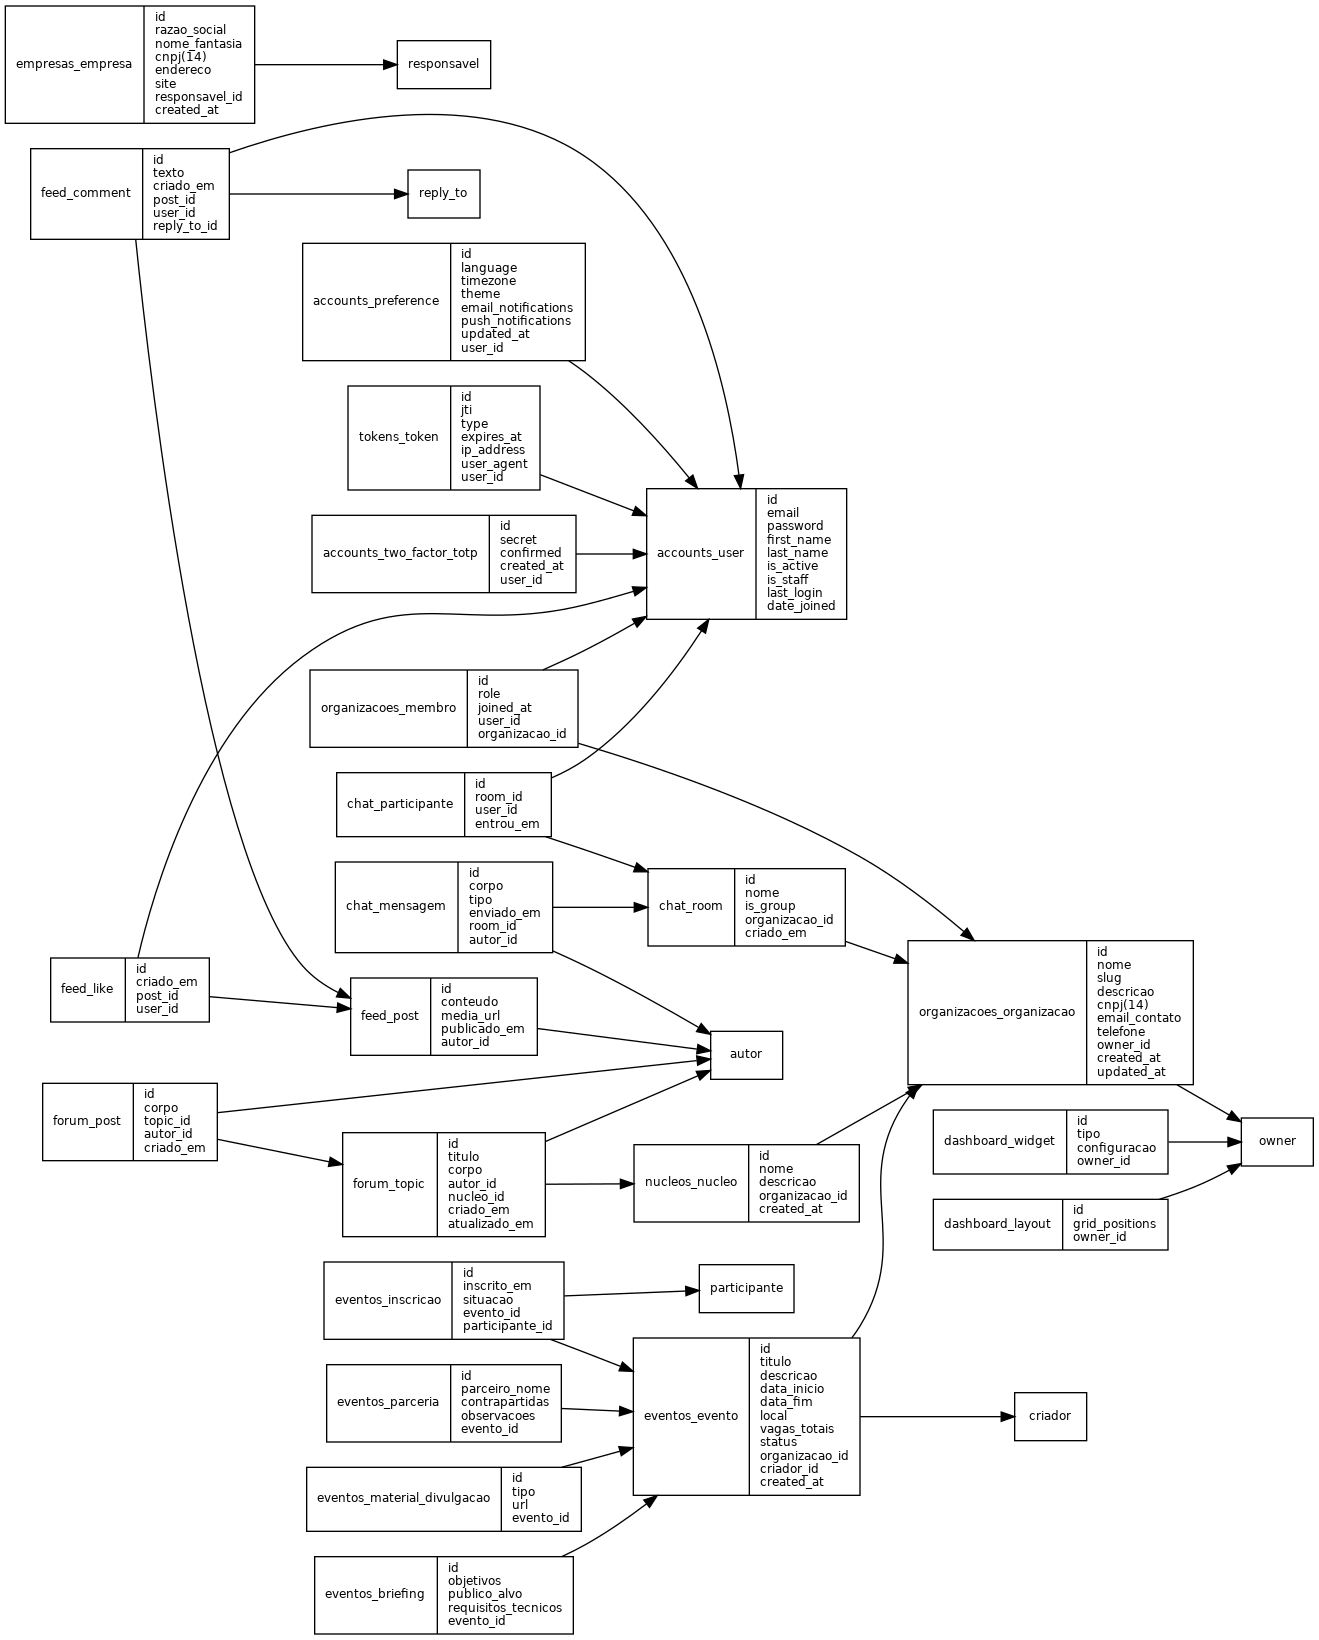 empresas_empresa
id
razao_social
nome_fantasia
cnpj(14)
endereco
site
responsavel_id
created_at
responsavel
feed_comment
id
texto
criado_em
post_id
user_id
reply_to_id
reply_to
accounts_preference
id
language
timezone
theme
email_notifications
push_notifications
updated_at
user_id
tokens_token
id
jti
type
expires_at
ip_address
user_agent
user_id
accounts_two_factor_totp
id
secret
confirmed
created_at
user_id
accounts_user
id
email
password
first_name
last_name
is_active
is_staff
last_login
date_joined
organizacoes_membro
id
role
joined_at
user_id
organizacao_id
chat_participante
id
room_id
user_id
entrou_em
chat_mensagem
id
corpo
tipo
enviado_em
room_id
autor_id
chat_room
id
nome
is_group
organizacao_id
criado_em
feed_like
id
criado_em
post_id
user_id
feed_post
id
conteudo
media_url
publicado_em
autor_id
autor
organizacoes_organizacao
id
nome
slug
descricao
cnpj(14)
email_contato
telefone
owner_id
created_at
updated_at
forum_post
id
corpo
topic_id
autor_id
criado_em
forum_topic
id
titulo
corpo
autor_id
nucleo_id
criado_em
atualizado_em
nucleos_nucleo
id
nome
descricao
organizacao_id
created_at
dashboard_widget
id
tipo
configuracao
owner_id
owner
dashboard_layout
id
grid_positions
owner_id
eventos_inscricao
id
inscrito_em
situacao
evento_id
participante_id
participante
eventos_parceria
id
parceiro_nome
contrapartidas
observacoes
evento_id
eventos_evento
id
titulo
descricao
data_inicio
data_fim
local
vagas_totais
status
organizacao_id
criador_id
created_at
criador
eventos_material_divulgacao
id
tipo
url
evento_id
eventos_briefing
id
objetivos
publico_alvo
requisitos_tecnicos
evento_id